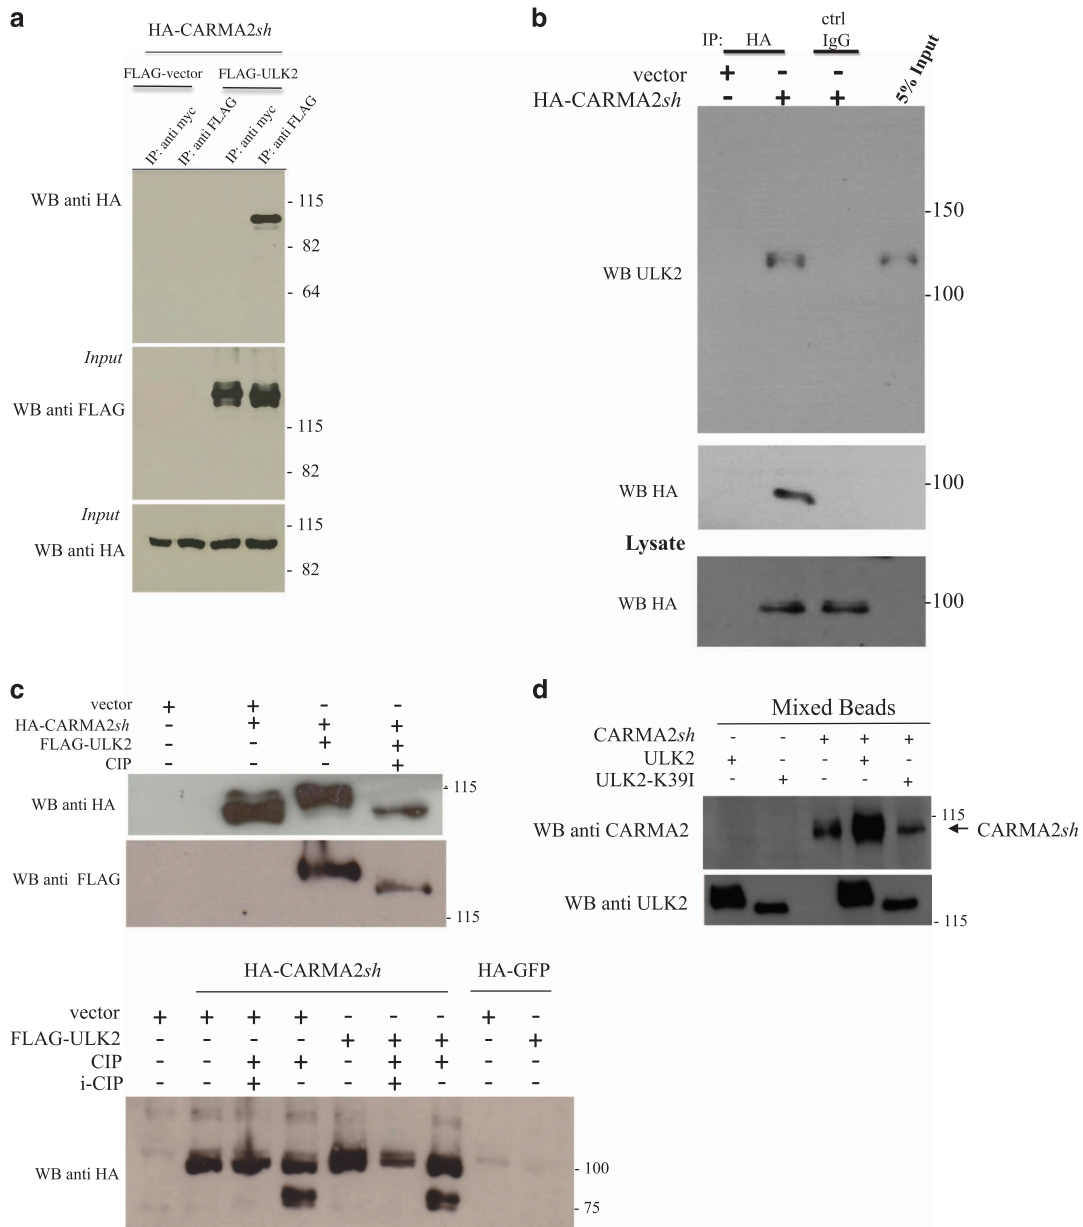 a
HA-CARMA2sh
FLAG-vector FLAG-ULK2
IP: anti myc IP: anti FLAG IP: anti myc IP: anti FLAG
WB anti HA
- 115
- 82
- 64
Input
WB anti FLAG
- 115
- 82
Input
WB anti HA
- 115
- 82
b
IP: HA ctrl IgG 5% Input
vector + - -
HA-CARMA2sh - + +
WB ULK2
-150
-100
WB HA
-100
Lysate
WB HA
-100
c
vector + + - -
HA-CARMA2sh - + + +
FLAG-ULK2 - - + +
CIP - - - +
WB anti HA
- 115
WB anti FLAG
- 115
HA-CARMA2sh HA-GFP
vector + + + + - - - + -
FLAG-ULK2 - - - - + + + - +
CIP - - + + - + + - -
i-CIP - - + - - + - - -
WB anti HA
- 100
- 75
d
Mixed Beads
CARMA2sh - - + + +
ULK2 + - - + -
ULK2-K39I - + - - +
WB anti CARMA2
- 115
CARMA2sh
WB anti ULK2
- 115